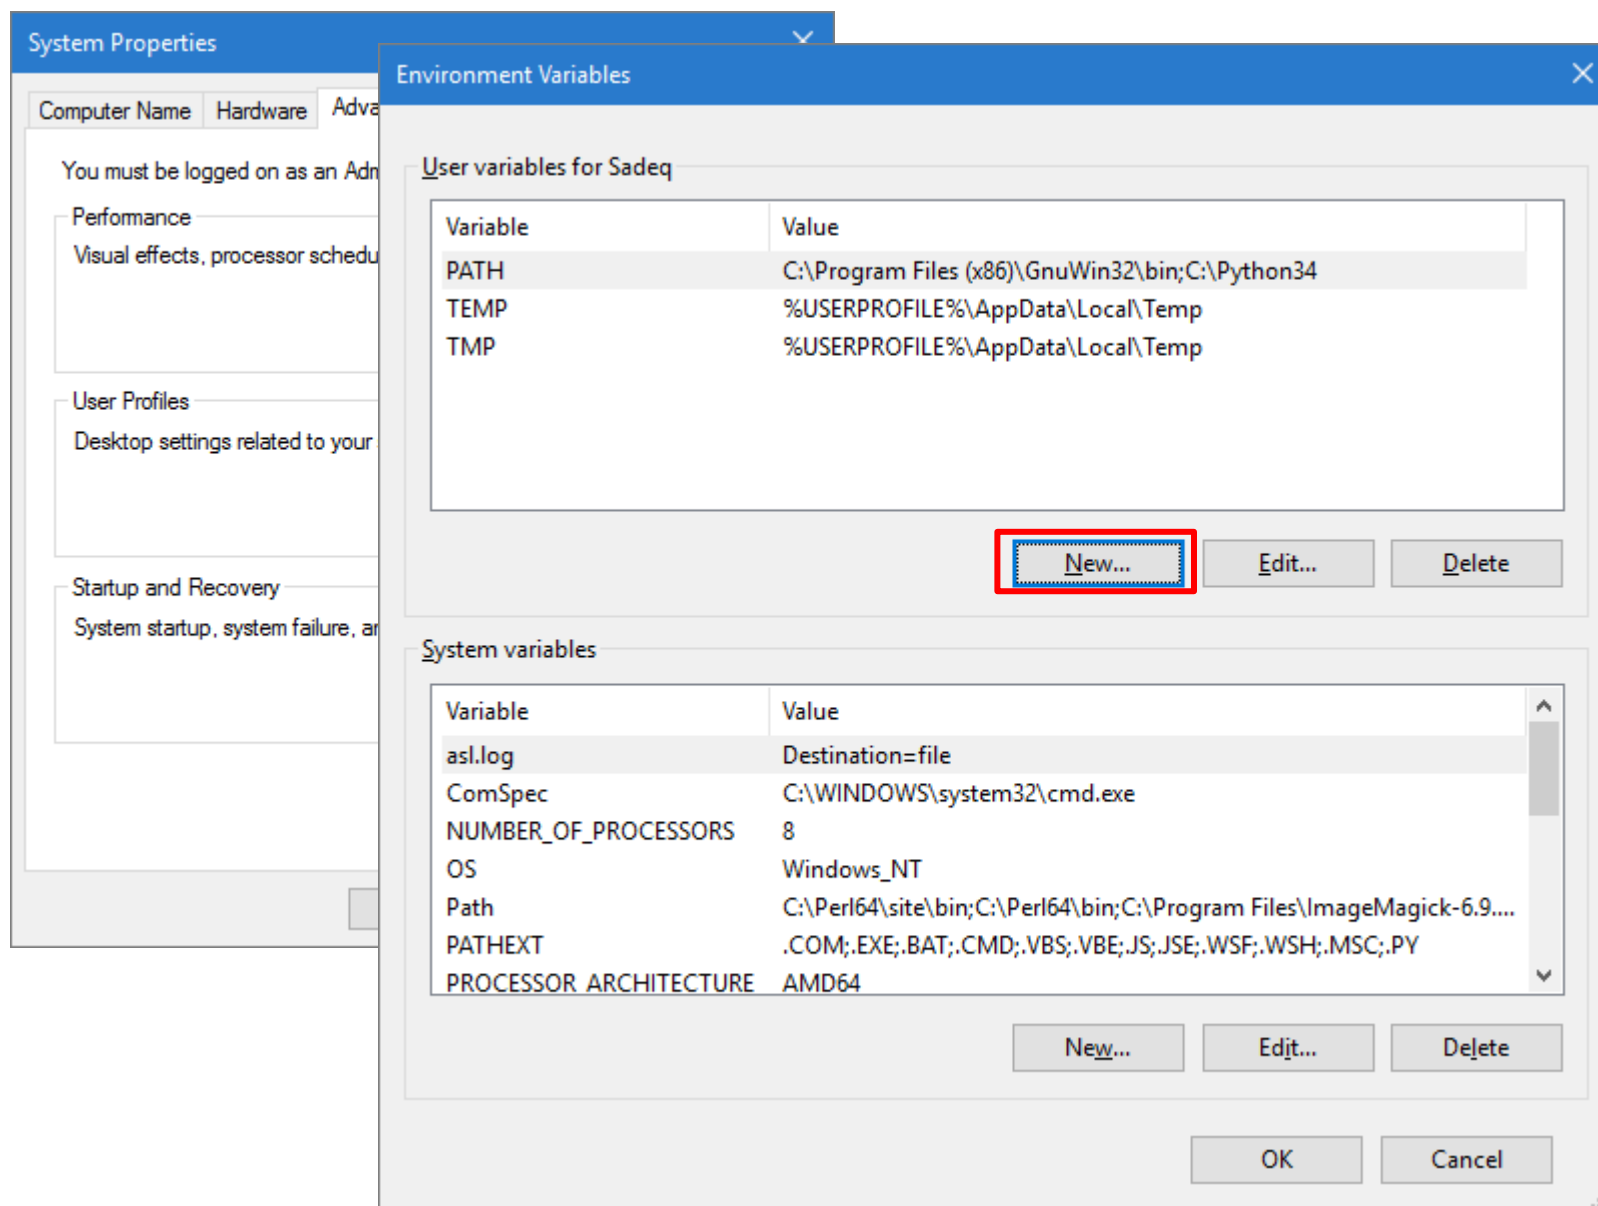 System Properties
Computer Name Hardware Adva
You must be logged on as an Adm
Performance
Visual effects, processor schedu
User Profiles
Desktop settings related to your
Startup and Recovery
System startup, system failure, an
Environment Variables
User variables for Sadeq
Variable Value
PATH C:\Program Files (x86)\GnuWin32\bin;C:\Python34
TEMP %USERPROFILE%\AppData\Local\Temp
TMP %USERPROFILE%\AppData\Local\Temp
New... Edit... Delete
System variables
Variable Value
asl.log Destination=file
ComSpec C:\WINDOWS\system32\cmd.exe
NUMBER_OF_PROCESSORS 8
OS Windows_NT
Path C:\Perl64\site\bin;C:\Perl64\bin;C:\Program Files\ImageMagick-6.9....
PATHEXT .COM;.EXE;.BAT;.CMD;.VBS;.VBE;.JS;.JSE;.WSF;.WSH;.MSC;.PY
PROCESSOR_ARCHITECTURE AMD64
New... Edit... Delete
OK Cancel